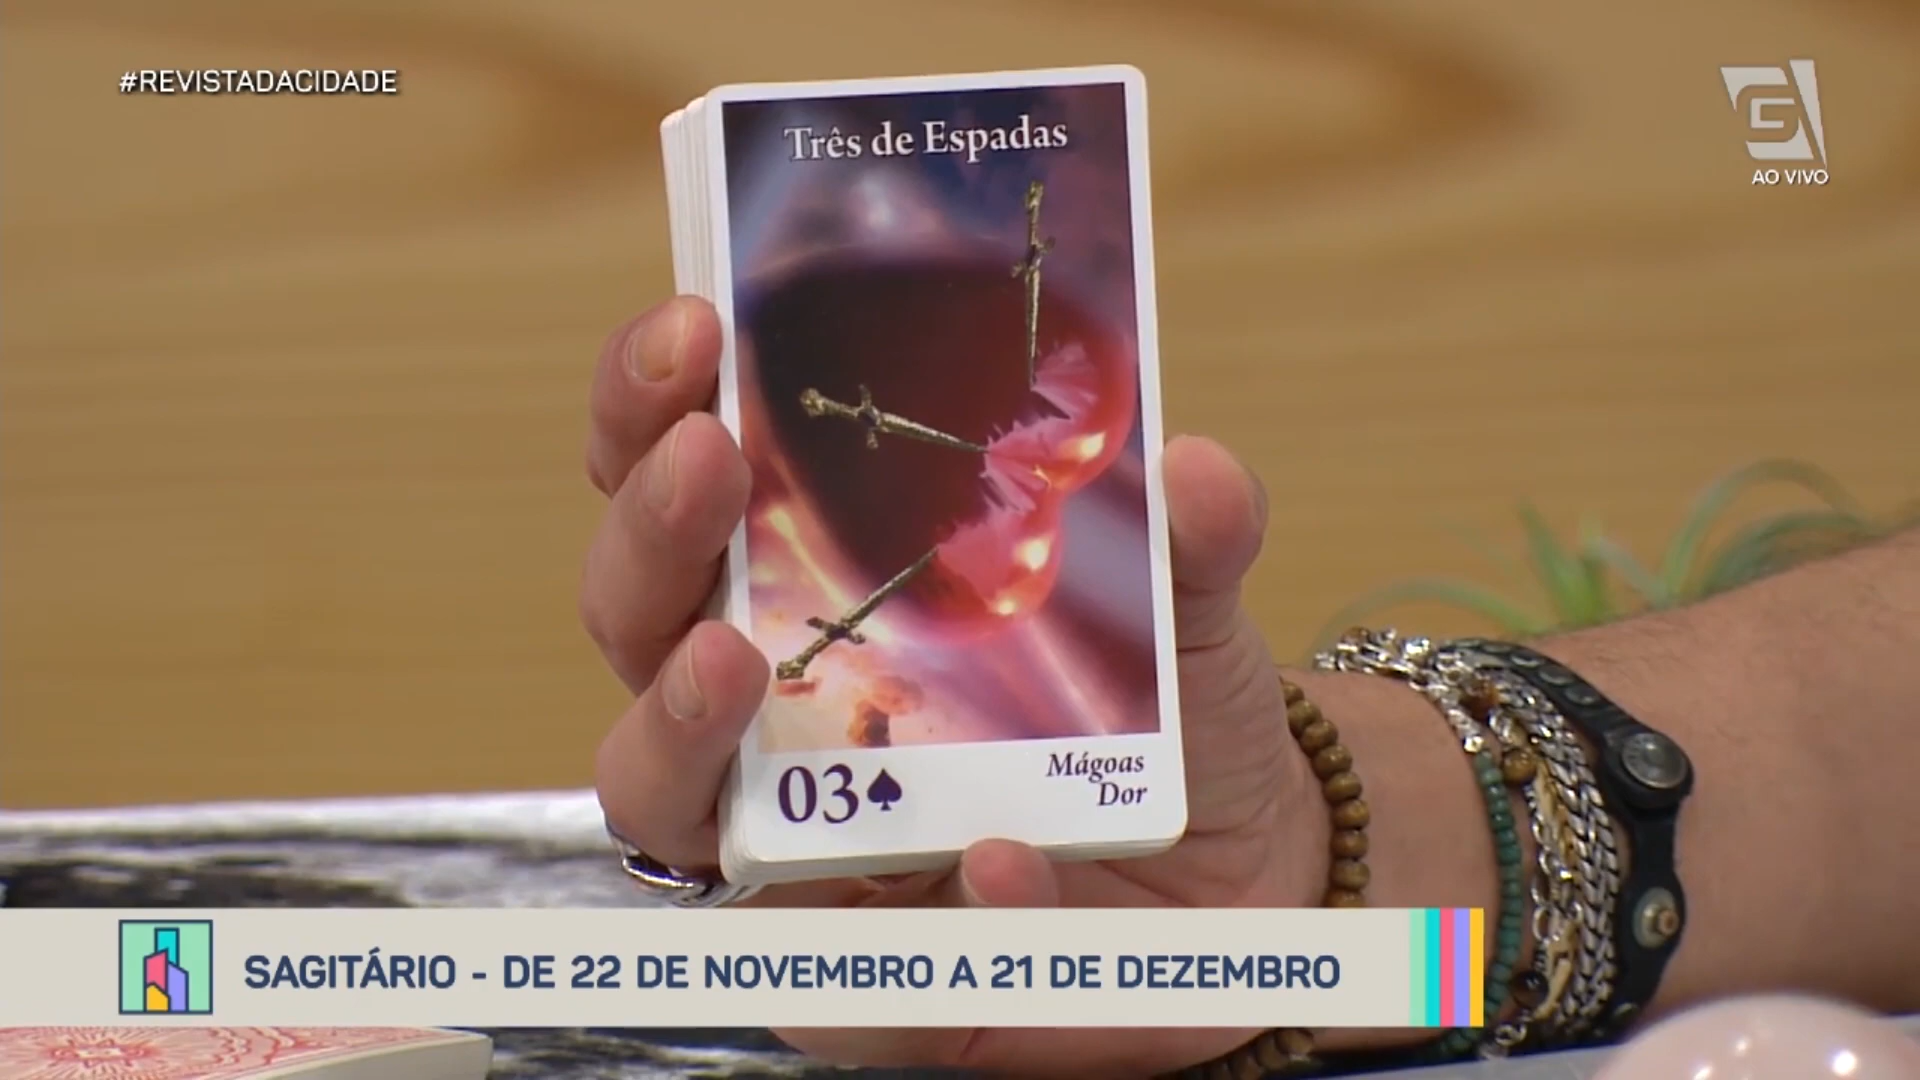 #REVISTADACIDADE
AO VIVO
Três de Espadas
03♠
Mágoas
Dor
SAGITÁRIO - DE 22 DE NOVEMBRO A 21 DE DEZEMBRO